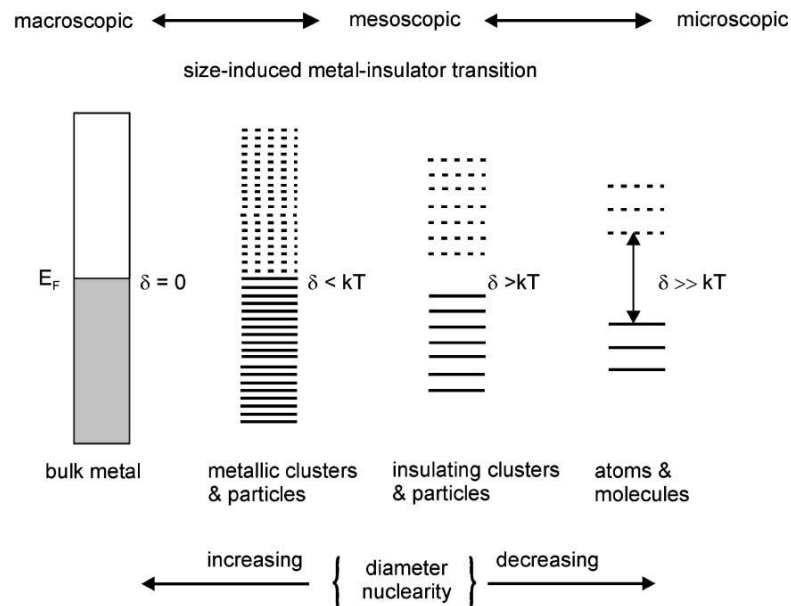 macroscopic mesoscopic microscopic
size-induced metal-insulator transition
E_F δ = 0 δ < kT δ >kT δ >> kT
bulk metal metallic clusters insulating clusters atoms &
& particles & particles molecules
increasing { diameter } decreasing
nuclearity